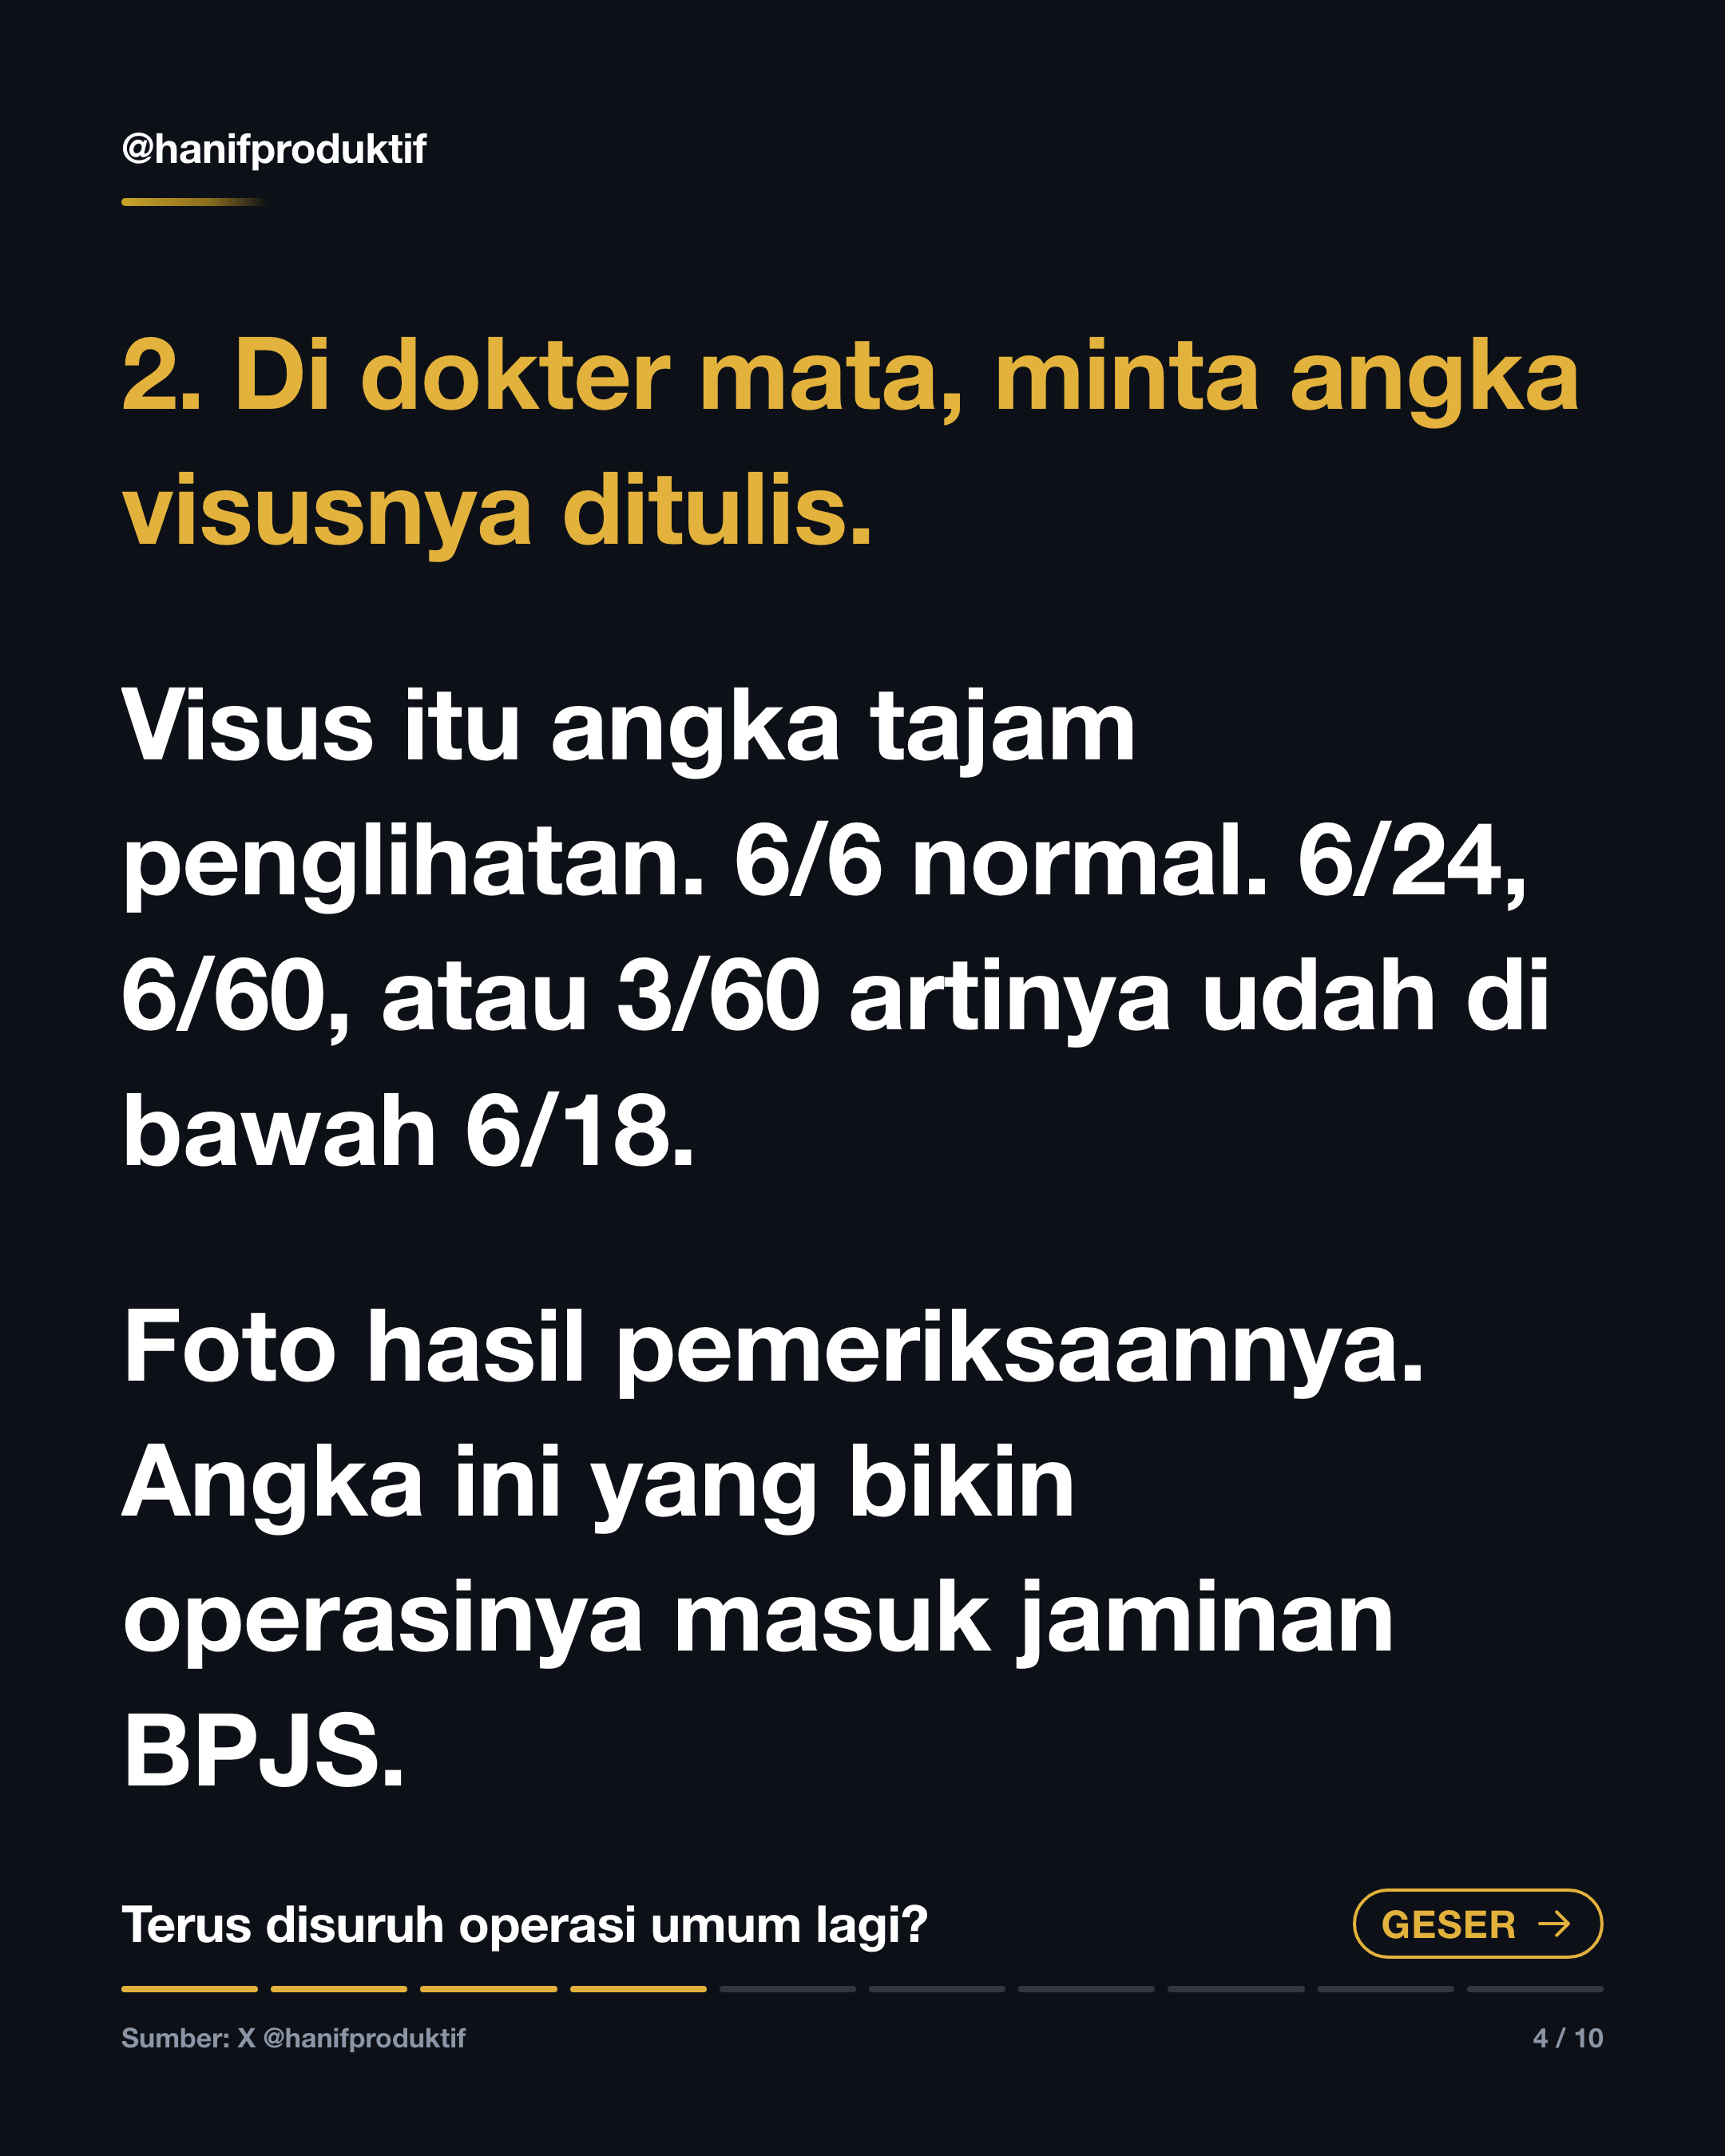 @hanifproduktif
2. Di dokter mata, minta angka
visusnya ditulis.
Visus itu angka tajam
penglihatan. 6/6 normal. 6/24,
6/60, atau 3/60 artinya udah di
bawah 6/18.
Foto hasil pemeriksaannya.
Angka ini yang bikin
operasinya masuk jaminan
BPJS.
Terus disuruh operasi umum lagi?
GESER →
Sumber: X @hanifproduktif
4 / 10